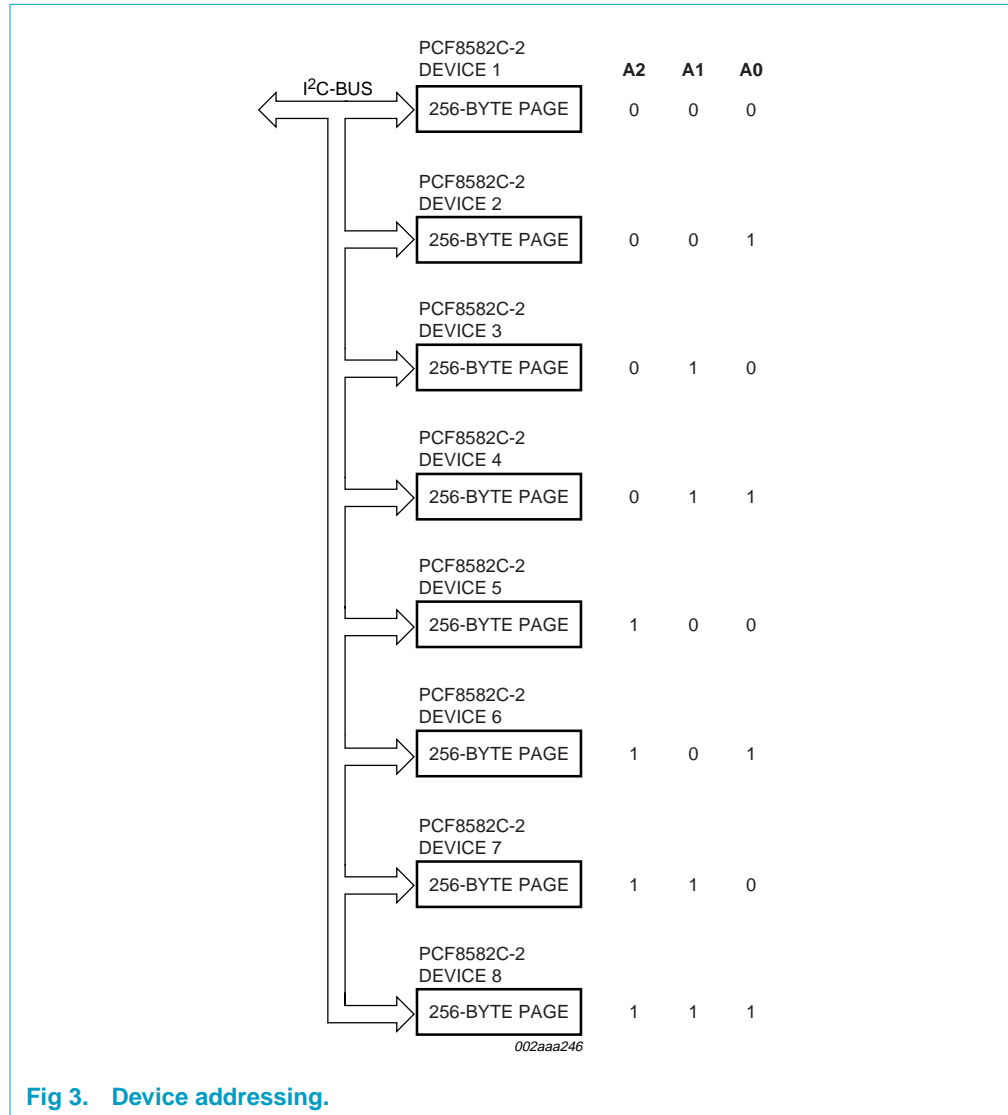 PCF8582C-2
DEVICE 1 A2 A1 A0
I2C-BUS
256-BYTE PAGE 0 0 0
PCF8582C-2
DEVICE 2
256-BYTE PAGE 0 0 1
PCF8582C-2
DEVICE 3
256-BYTE PAGE 0 1 0
PCF8582C-2
DEVICE 4
256-BYTE PAGE 0 1 1
PCF8582C-2
DEVICE 5
256-BYTE PAGE 1 0 0
PCF8582C-2
DEVICE 6
256-BYTE PAGE 1 0 1
PCF8582C-2
DEVICE 7
256-BYTE PAGE 1 1 0
PCF8582C-2
DEVICE 8
256-BYTE PAGE 1 1 1
002aaa246
Fig 3. Device addressing.